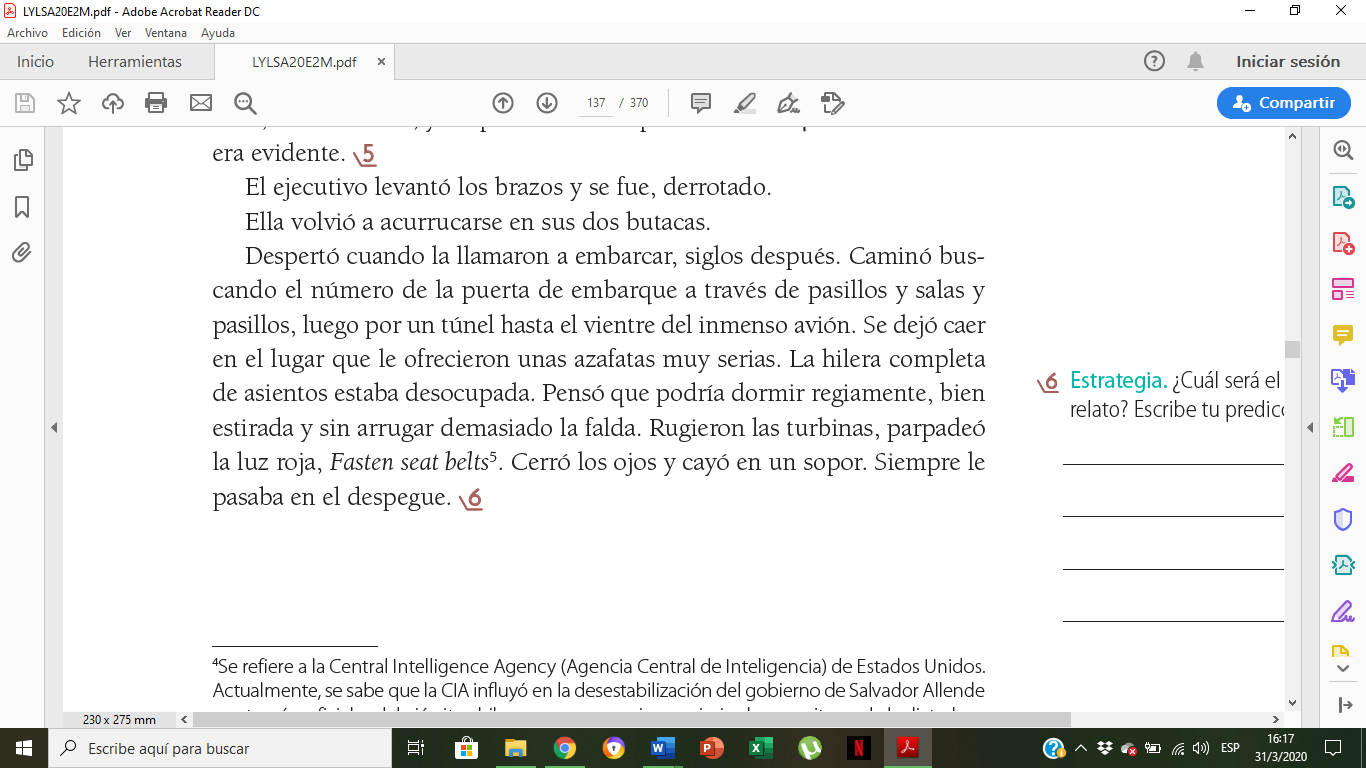 LYLSA20E2M.pdf - Adobe Acrobat Reader DC
Archivo Edición Ver Ventana Ayuda
Inicio Herramientas LYLSA20E2M.pdf × Iniciar sesión
137 / 370 Compartir
era evidente. 5
El ejecutivo levantó los brazos y se fue, derrotado.
Ella volvió a acurrucarse en sus dos butacas.
Despertó cuando la llamaron a embarcar, siglos después. Caminó bus-
cando el número de la puerta de embarque a través de pasillos y salas y
pasillos, luego por un túnel hasta el vientre del inmenso avión. Se dejó caer
en el lugar que le ofrecieron unas azafatas muy serias. La hilera completa
de asientos estaba desocupada. Pensó que podría dormir regiamente, bien
estirada y sin arrugar demasiado la falda. Rugieron las turbinas, parpadeó
la luz roja, Fasten seat belts⁵. Cerró los ojos y cayó en un sopor. Siempre le
pasaba en el despegue. 6
6 Estrategia. ¿Cuál será el
relato? Escribe tu predicc
⁴Se refiere a la Central Intelligence Agency (Agencia Central de Inteligencia) de Estados Unidos.
Actualmente, se sabe que la CIA influyó en la desestabilización del gobierno de Salvador Allende
230 x 275 mm
Escribe aquí para buscar
ESP
16:17
31/3/2020